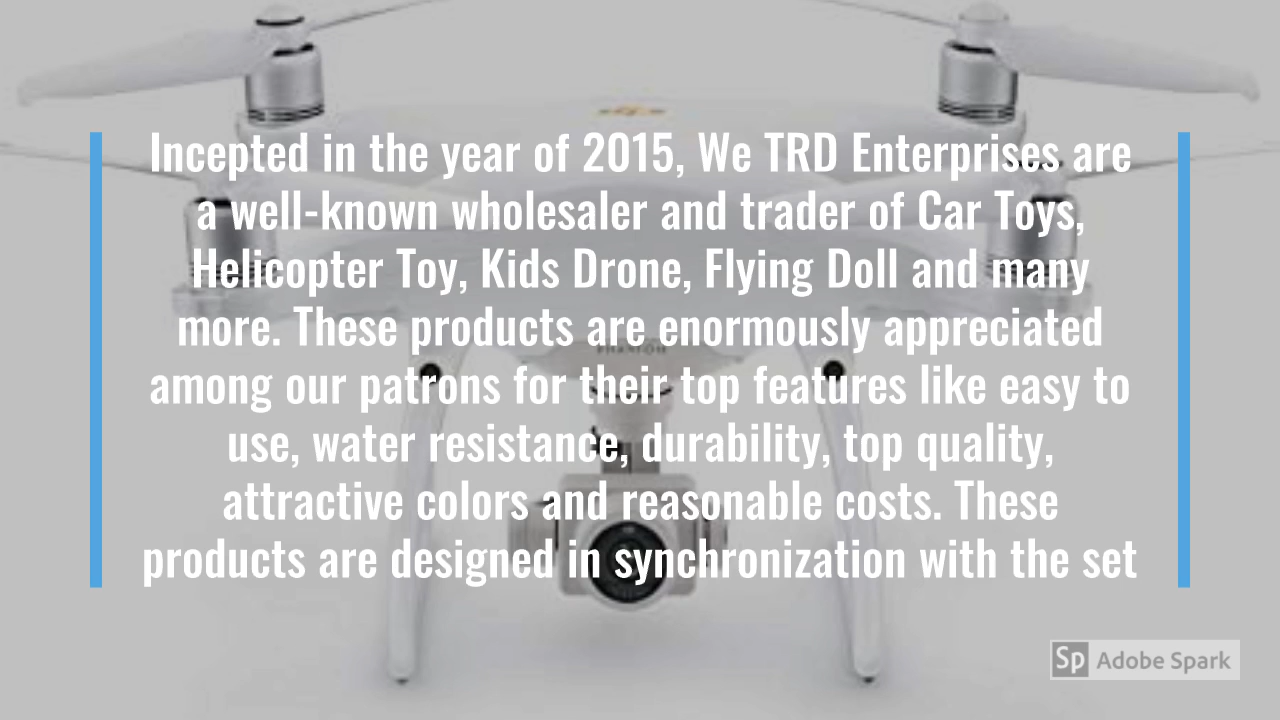 Incepted in the year of 2015, We TRD Enterprises are
a well-known wholesaler and trader of Car Toys,
Helicopter Toy, Kids Drone, Flying Doll and many
more. These products are enormously appreciated
PHANTOM
among our patrons for their top features like easy to
use, water resistance, durability, top quality,
attractive colors and reasonable costs. These
products are designed in synchronization with the set
Sp Adobe Spark